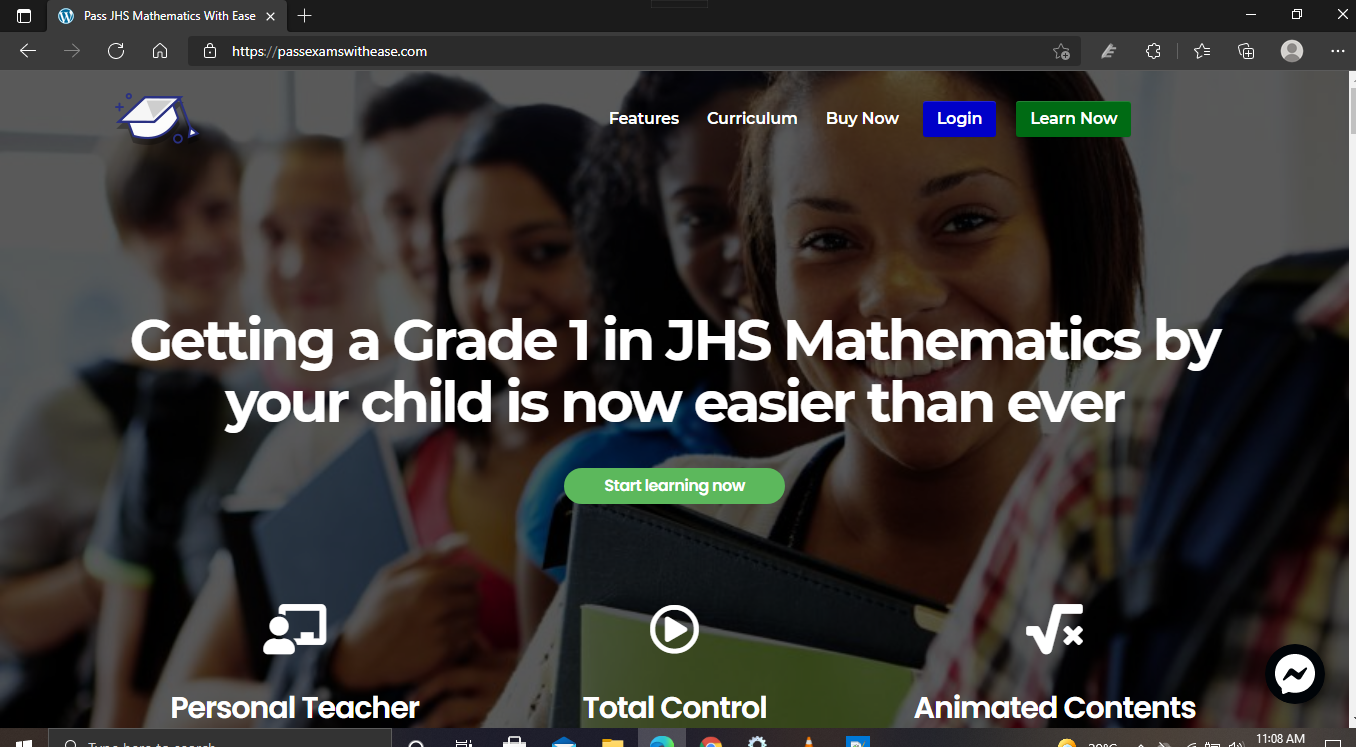 Pass JHS Mathematics With Ease
https://passexamswithease.com
Features Curriculum Buy Now Login Learn Now
Getting a Grade 1 in JHS Mathematics by
your child is now easier than ever
Start learning now
Personal Teacher Total Control Animated Contents
Type here to search
11:08 AM